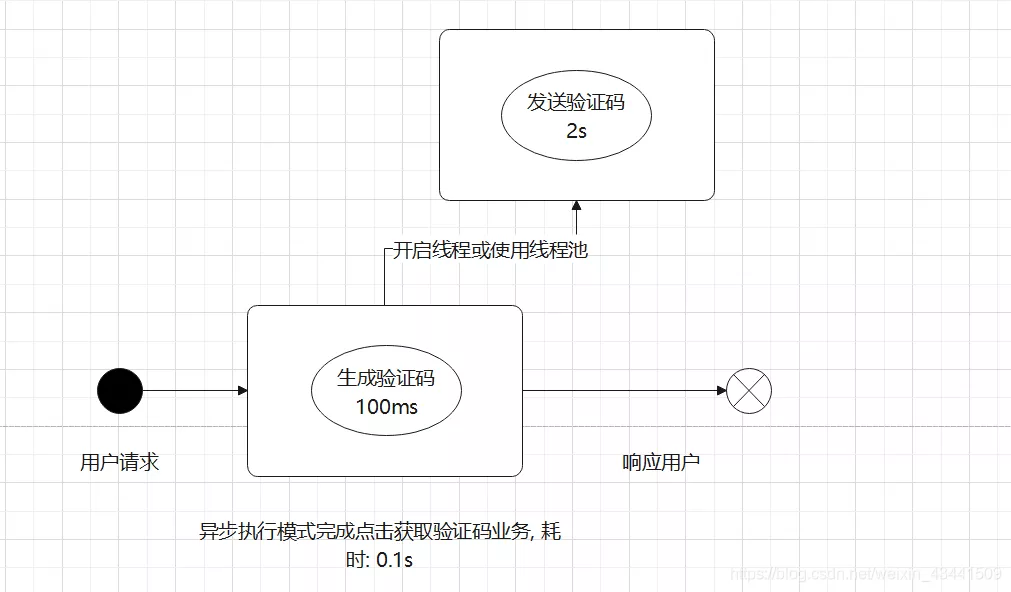 发送验证码
2s
开启线程或使用线程池
生成验证码
100ms
用户请求
响应用户
异步执行模式完成点击获取验证码业务, 耗
时: 0.1s
https://blog.csdn.net/weixin_43441509